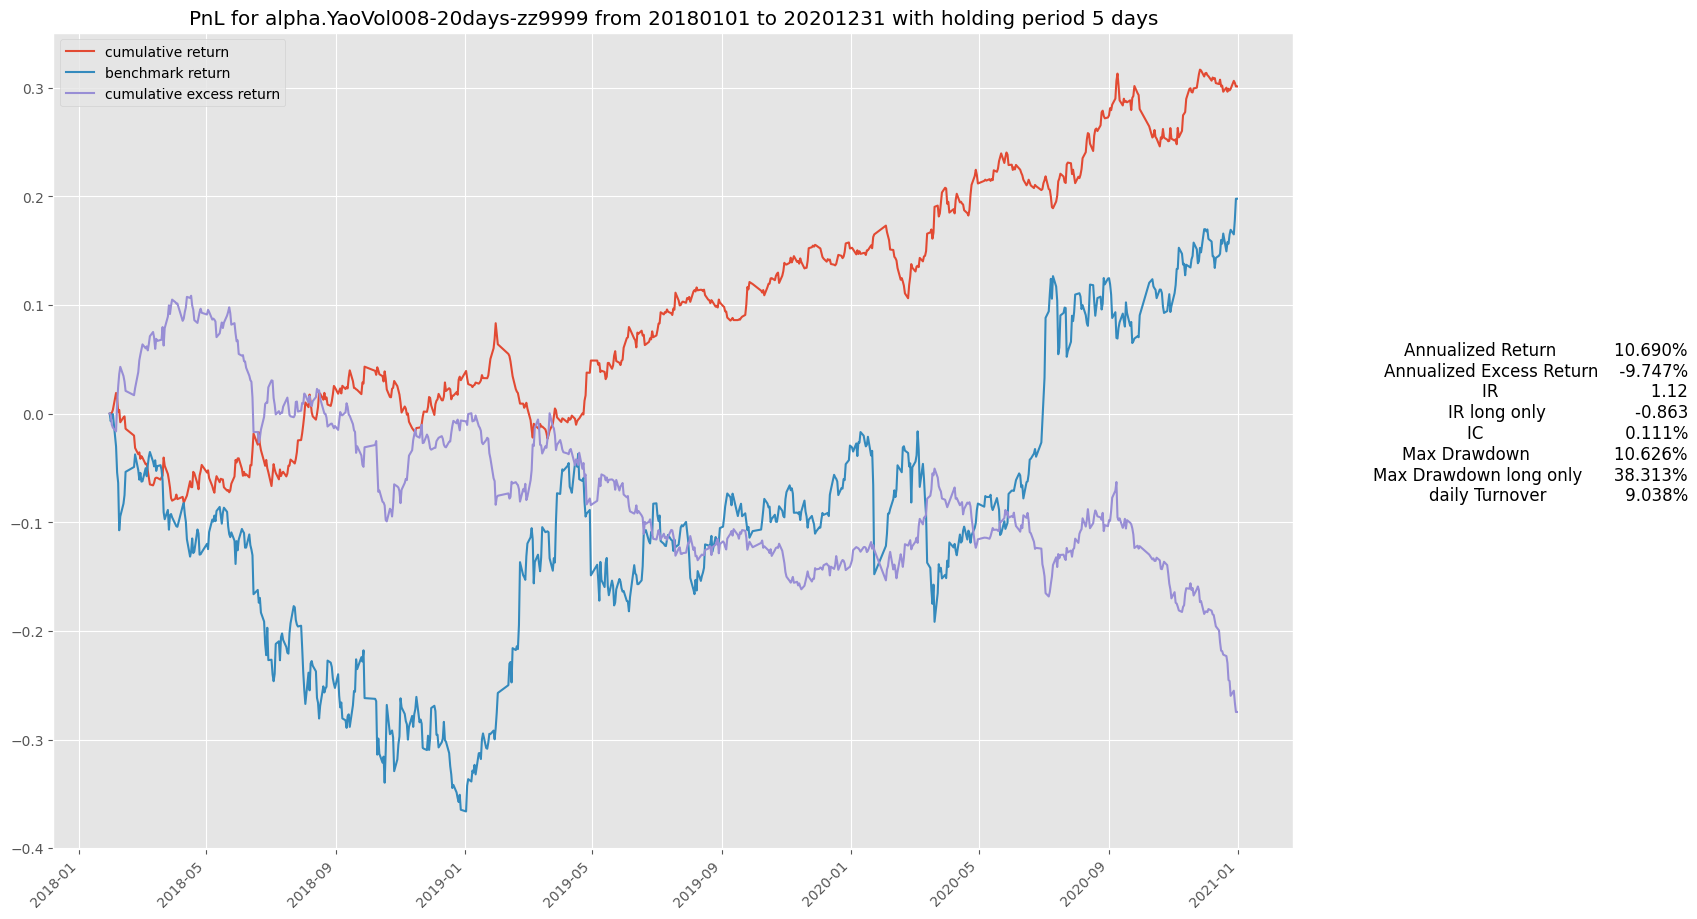 PnL for alpha.YaoVol008-20days-zz9999 from 20180101 to 20201231 with holding period 5 days
cumulative return
benchmark return
cumulative excess return
0.3
0.2
0.1
0.0
−0.1
−0.2
−0.3
−0.4
2018-01
2018-05
2018-09
2019-01
2019-05
2019-09
2020-01
2020-05
2020-09
2021-01
Annualized Return 10.690%
Annualized Excess Return -9.747%
IR 1.12
IR long only -0.863
IC 0.111%
Max Drawdown 10.626%
Max Drawdown long only 38.313%
daily Turnover 9.038%